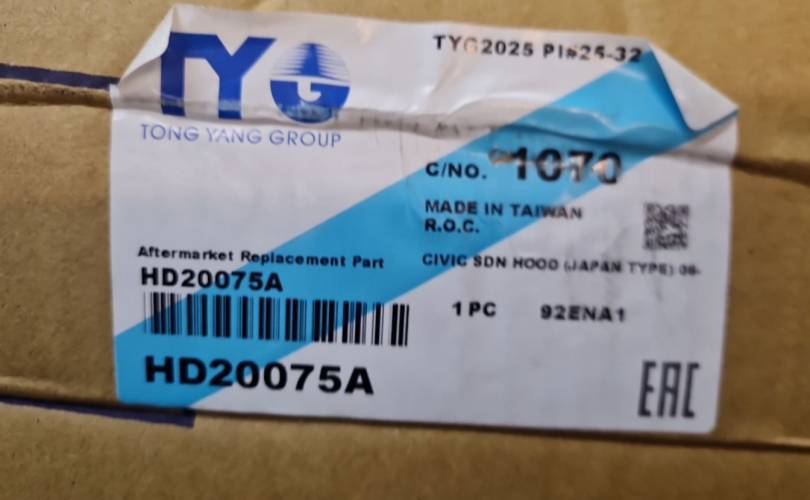 TYG
TONG YANG GROUP
TYG2025 PI#25-32
C/NO. 1070
MADE IN TAIWAN
R.O.C.
Aftermarket Replacement Part
HD20075A
CIVIC SDN HOOD (JAPAN TYPE) 06-
1 PC 92ENA1
HD20075A
EAC